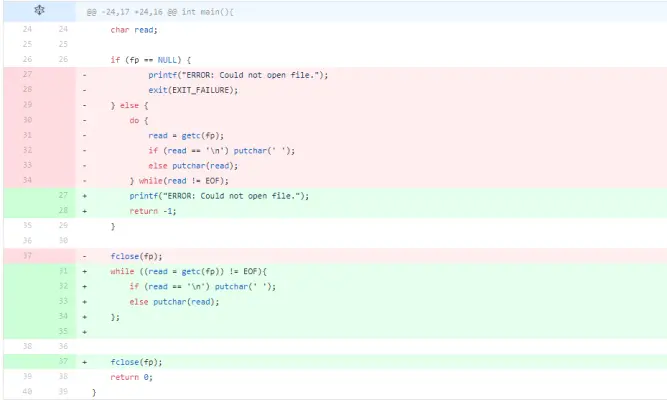 @@ -24,17 +24,16 @@ int main(){
24 24 char read;
25 25
26 26 if (fp == NULL) {
27 - printf("ERROR: Could not open file.");
28 - exit(EXIT_FAILURE);
29 - } else {
30 - do {
31 - read = getc(fp);
32 - if (read == '\n') putchar(' ');
33 - else putchar(read);
34 - } while(read != EOF);
27 + printf("ERROR: Could not open file.");
28 + return -1;
35 29 }
36 30
37 - fclose(fp);
31 + while ((read = getc(fp)) != EOF){
32 + if (read == '\n') putchar(' ');
33 + else putchar(read);
34 + };
35 +
38 36
37 + fclose(fp);
39 38 return 0;
40 39 }